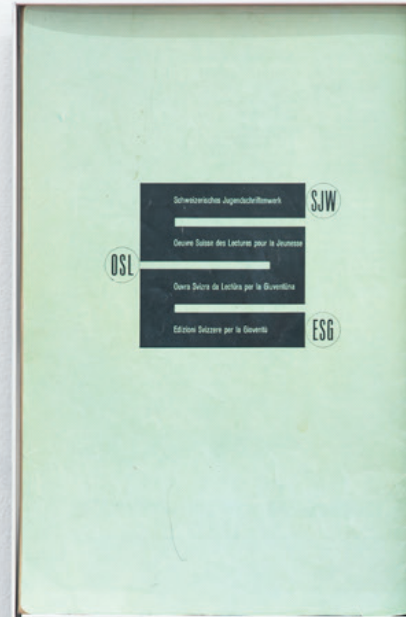 Schweizerisches Jugendschriftenwerk
SJW
Oeuvre Suisse des Lectures pour la Jeunesse
OSL
Ouvra Svizra da Lectüra per la Giuventüna
Edizioni Svizzere per la Gioventù
ESG